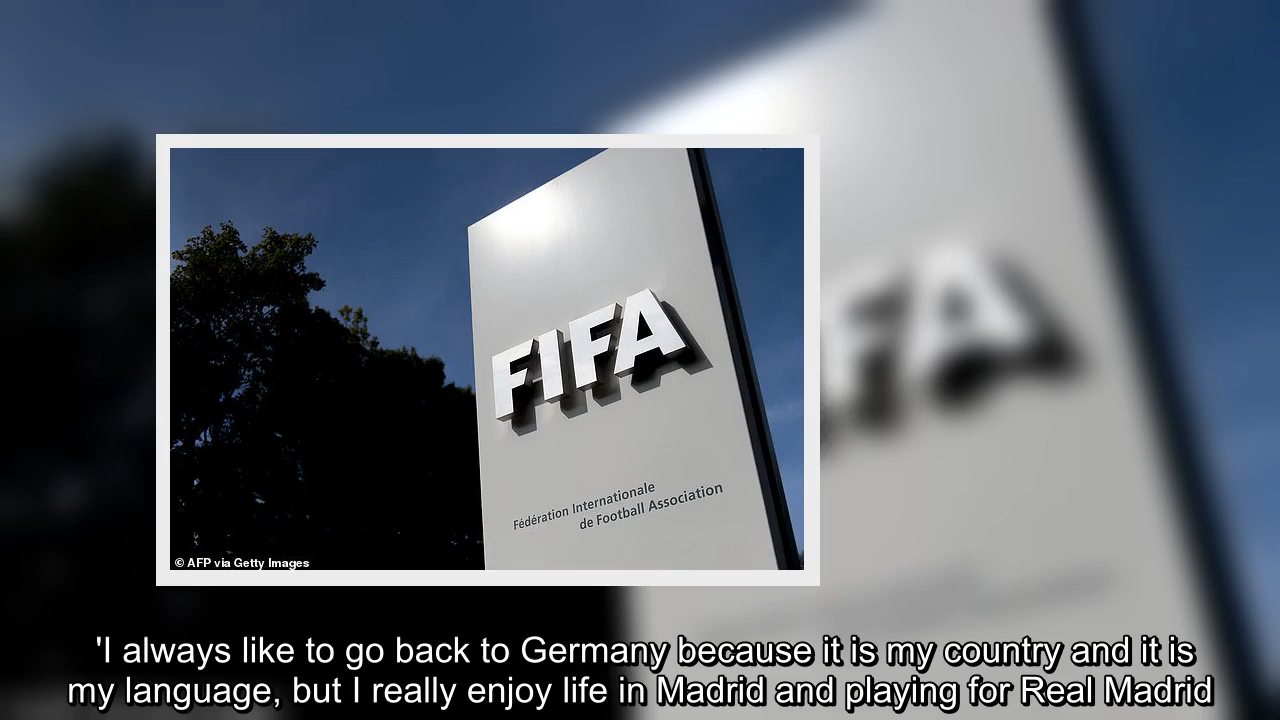 FIFA
Fédération Internationale
de Football Association
© AFP via Getty Images
'I always like to go back to Germany because it is my country and it is
my language, but I really enjoy life in Madrid and playing for Real Madrid